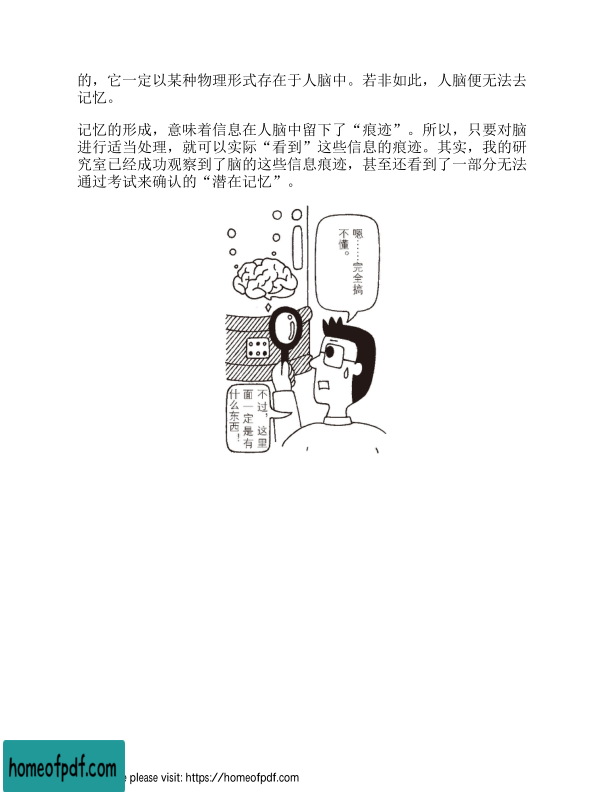 的，它一定以某种物理形式存在于人脑中。若非如此，人脑便无法去
记忆。
记忆的形成，意味着信息在人脑中留下了“痕迹”。所以，只要对脑
进行适当处理，就可以实际“看到”这些信息的痕迹。其实，我的研
究室已经成功观察到了脑的这些信息痕迹，甚至还看到了一部分无法
通过考试来确认的“潜在记忆”。
嗯……完全搞
不懂。
不过，这里
面一定是有
什么东西！
homeofpdf.com
e please visit: https://homeofpdf.com